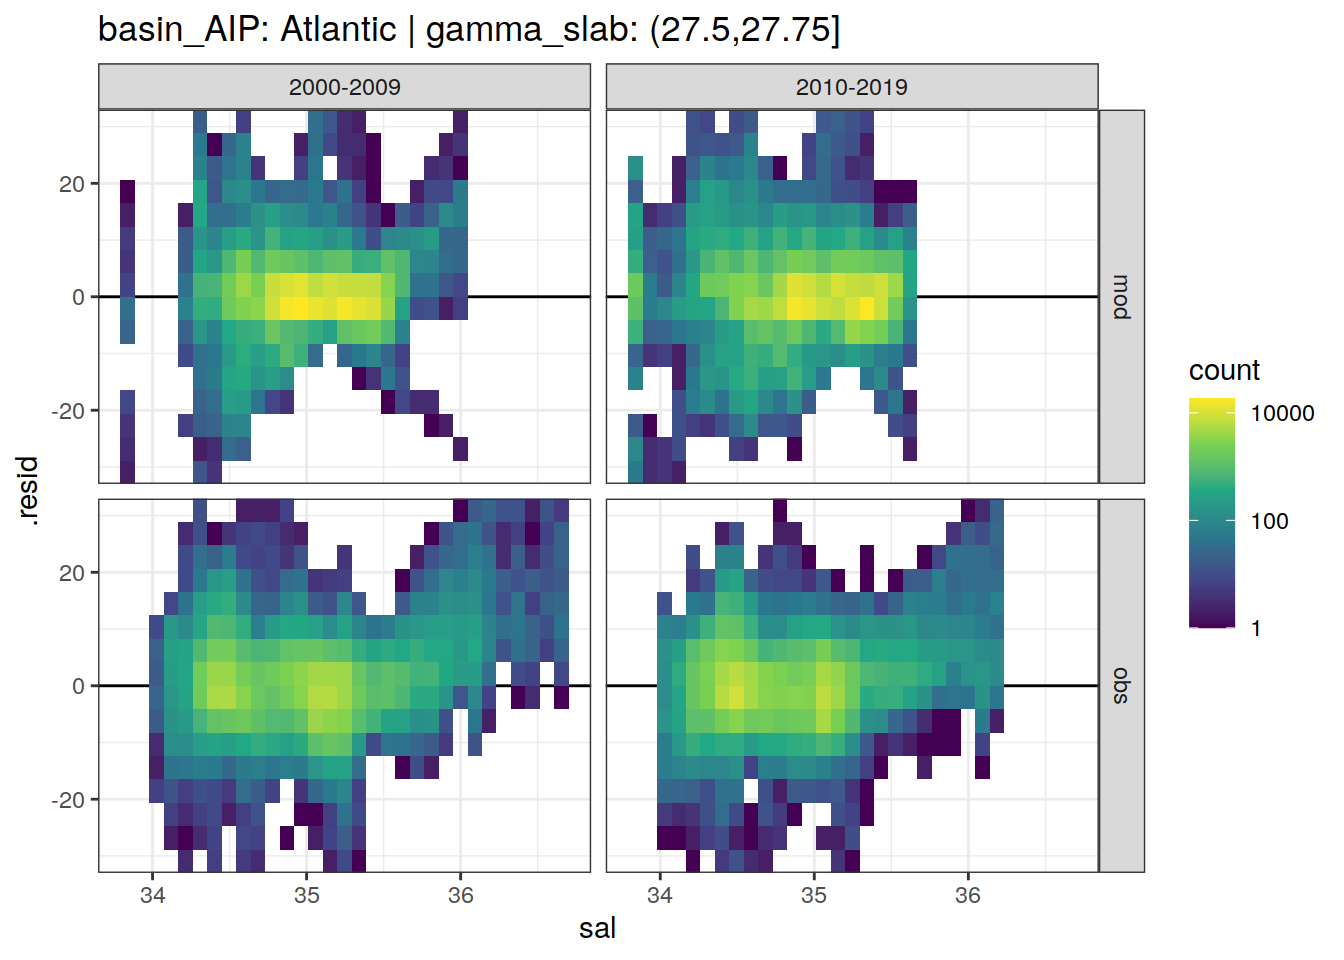 basin_AIP: Atlantic | gamma_slab: (27.5,27.75]
2000-2009
2010-2019
20
0
-20
mod
20
0
-20
obs
.resid
34
35
36
34
35
36
sal
count
10000
100
1